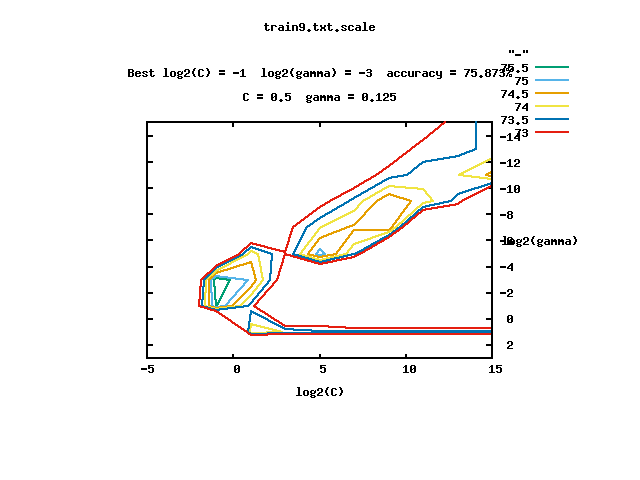 train9.txt.scale
"-"
Best log2(C) = -1  log2(gamma) = -3  accuracy = 75.873%
C = 0.5  gamma = 0.125
75.5
75
74.5
74
73.5
73
-14
-12
-10
-8
-6
log2(gamma)
-4
-2
0
2
-5 0 5 10 15
log2(C)